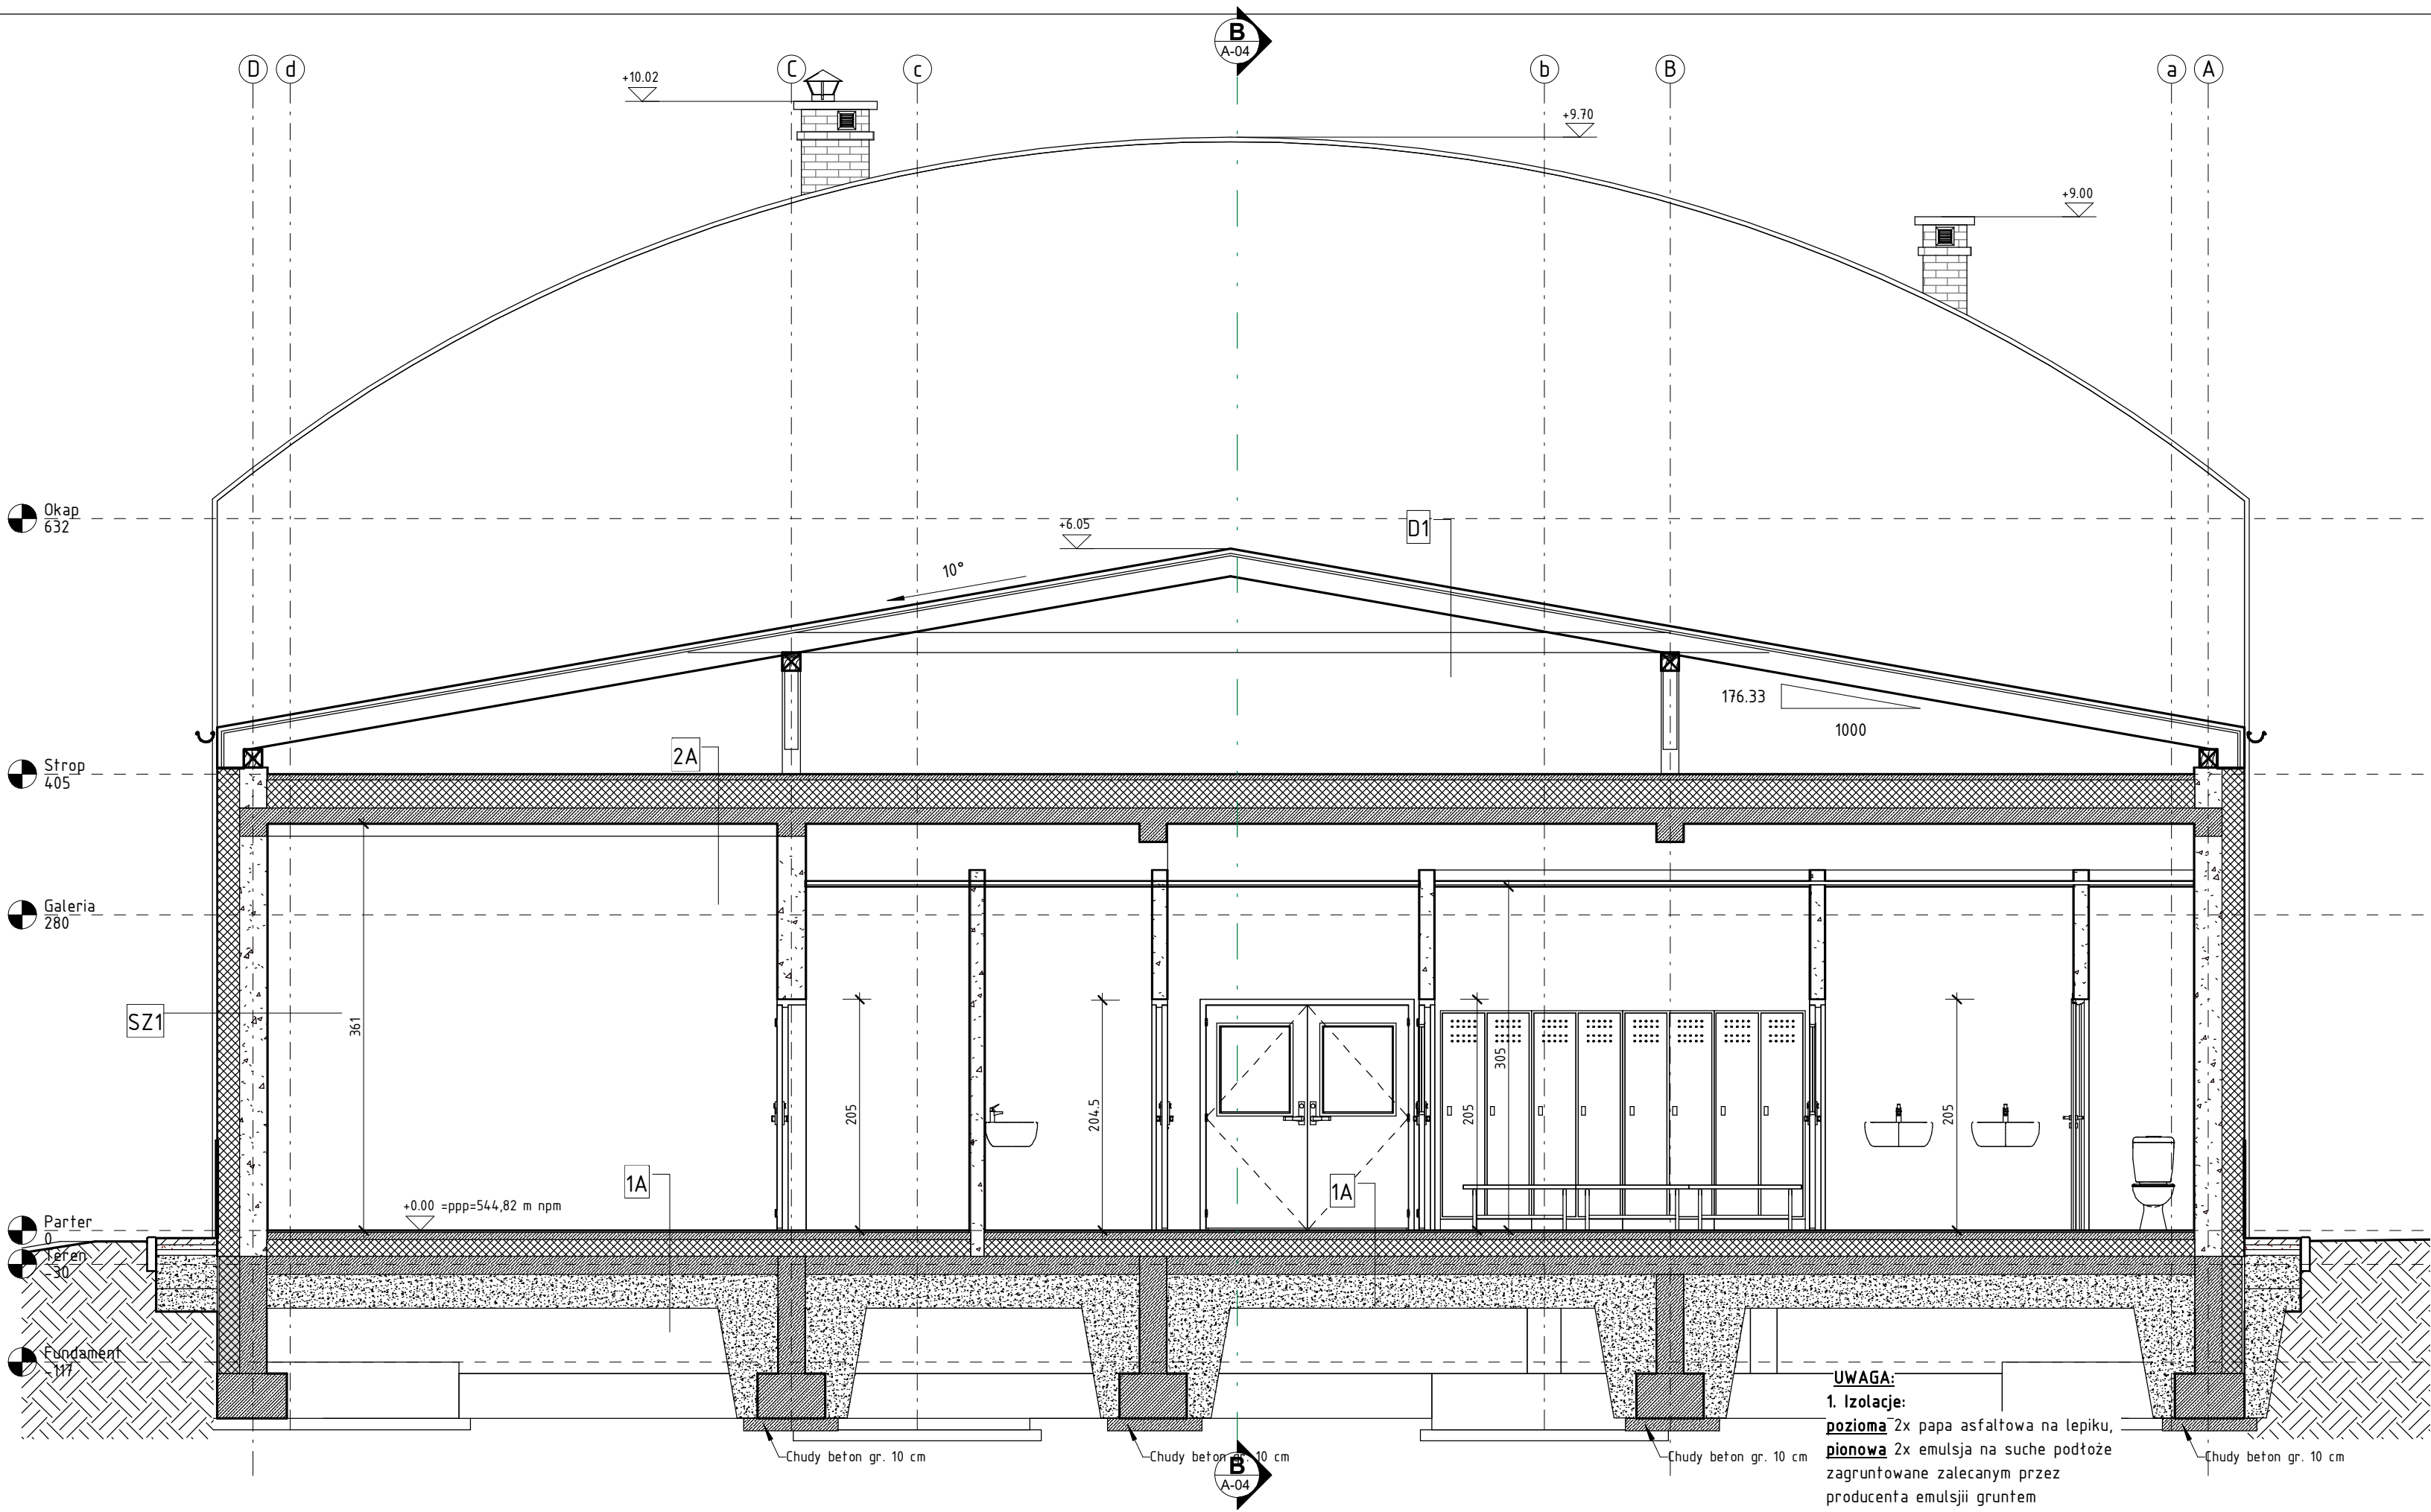 B
A-04
D
d
C
c
b
B
a
A
+10.02
+9.70
+9.00
Okap
632
+6.05
D1
10°
176.33
1000
2A
Strop
405
Galeria
280
SZ1
361
305
205
204.5
205
205
1A
1A
+0.00 =ppp=544,82 m npm
Parter
0
Teren
-30
Fundament
-117
UWAGA:
1. Izolacje:
pozioma 2x papa asfaltowa na lepiku,
pionowa 2x emulsja na suche podłoże
zagruntowane zalecanym przez
producenta emulsjii gruntem
Chudy beton gr. 10 cm
Chudy beton gr. 10 cm
Chudy beton gr. 10 cm
Chudy beton gr. 10 cm
B
A-04